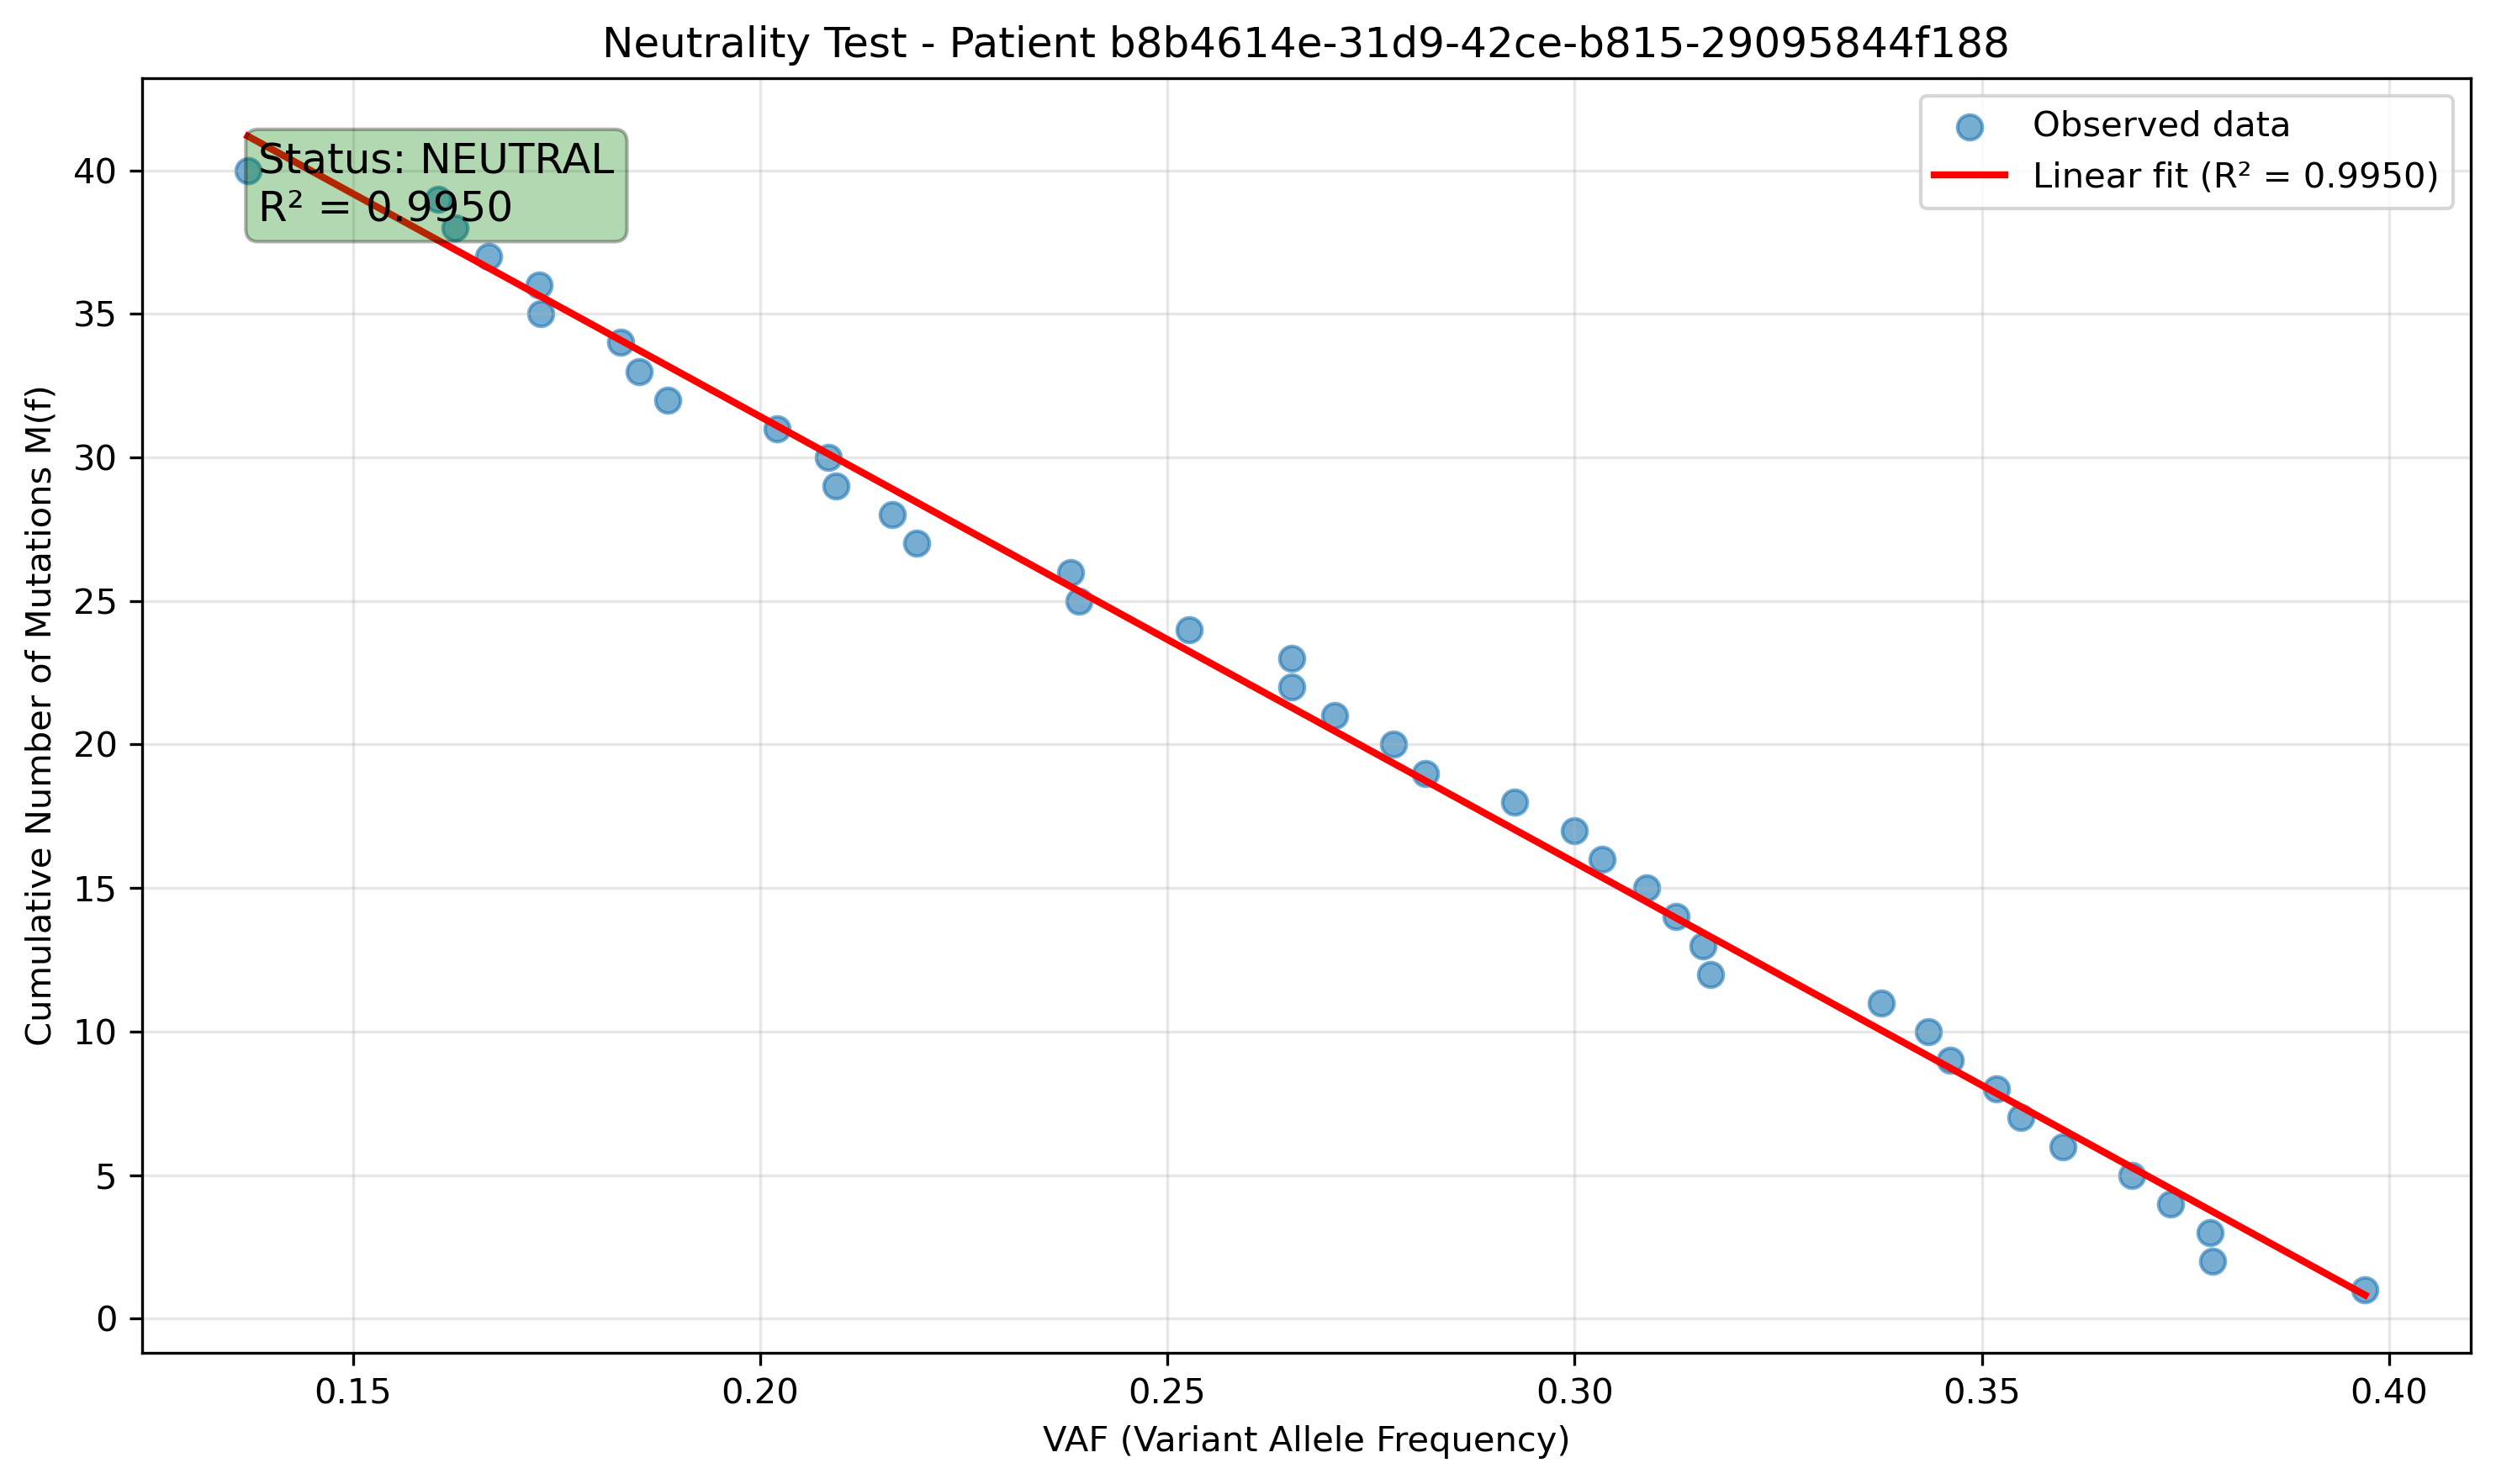 Neutrality Test - Patient b8b4614e-31d9-42ce-b815-29095844f188
Observed data
Linear fit (R² = 0.9950)
Status: NEUTRAL
R² = 0.9950
Cumulative Number of Mutations M(f)
40
35
30
25
20
15
10
5
0
0.15
0.20
0.25
0.30
0.35
0.40
VAF (Variant Allele Frequency)